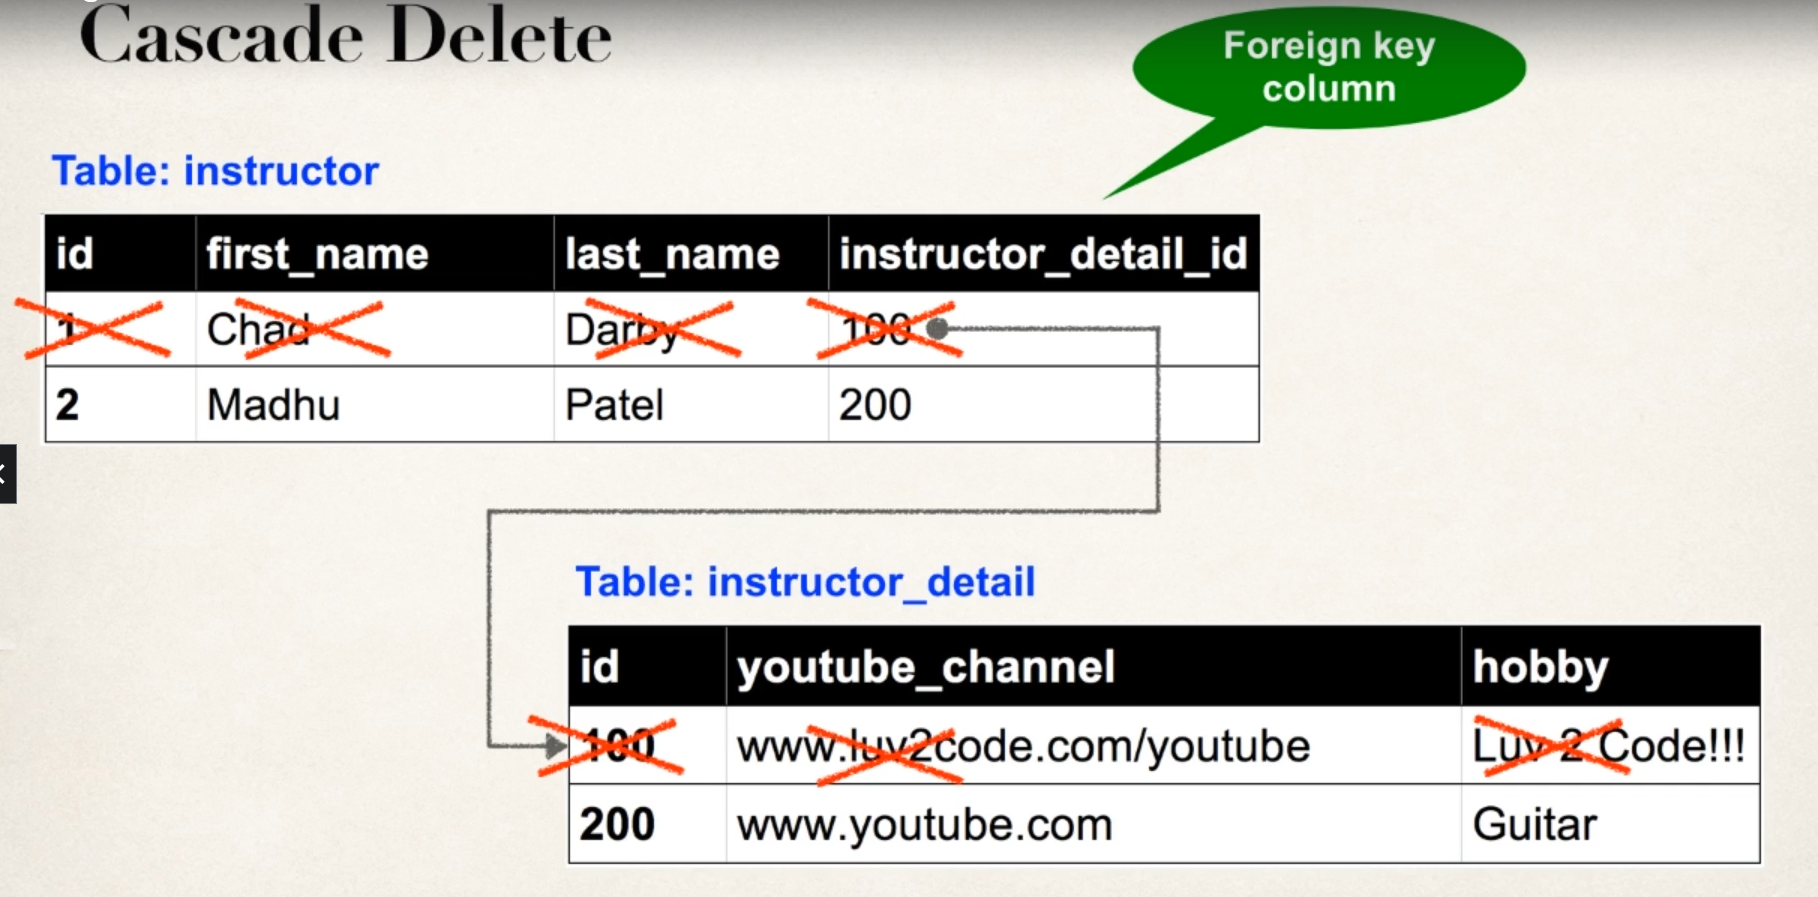 Cascade Delete
Foreign key
column
Table: instructor
id first_name last_name instructor_detail_id
1 Chad Darby 100
2 Madhu Patel 200
Table: instructor_detail
id youtube_channel hobby
100 www.luv2code.com/youtube Luv 2 Code!!!
200 www.youtube.com Guitar